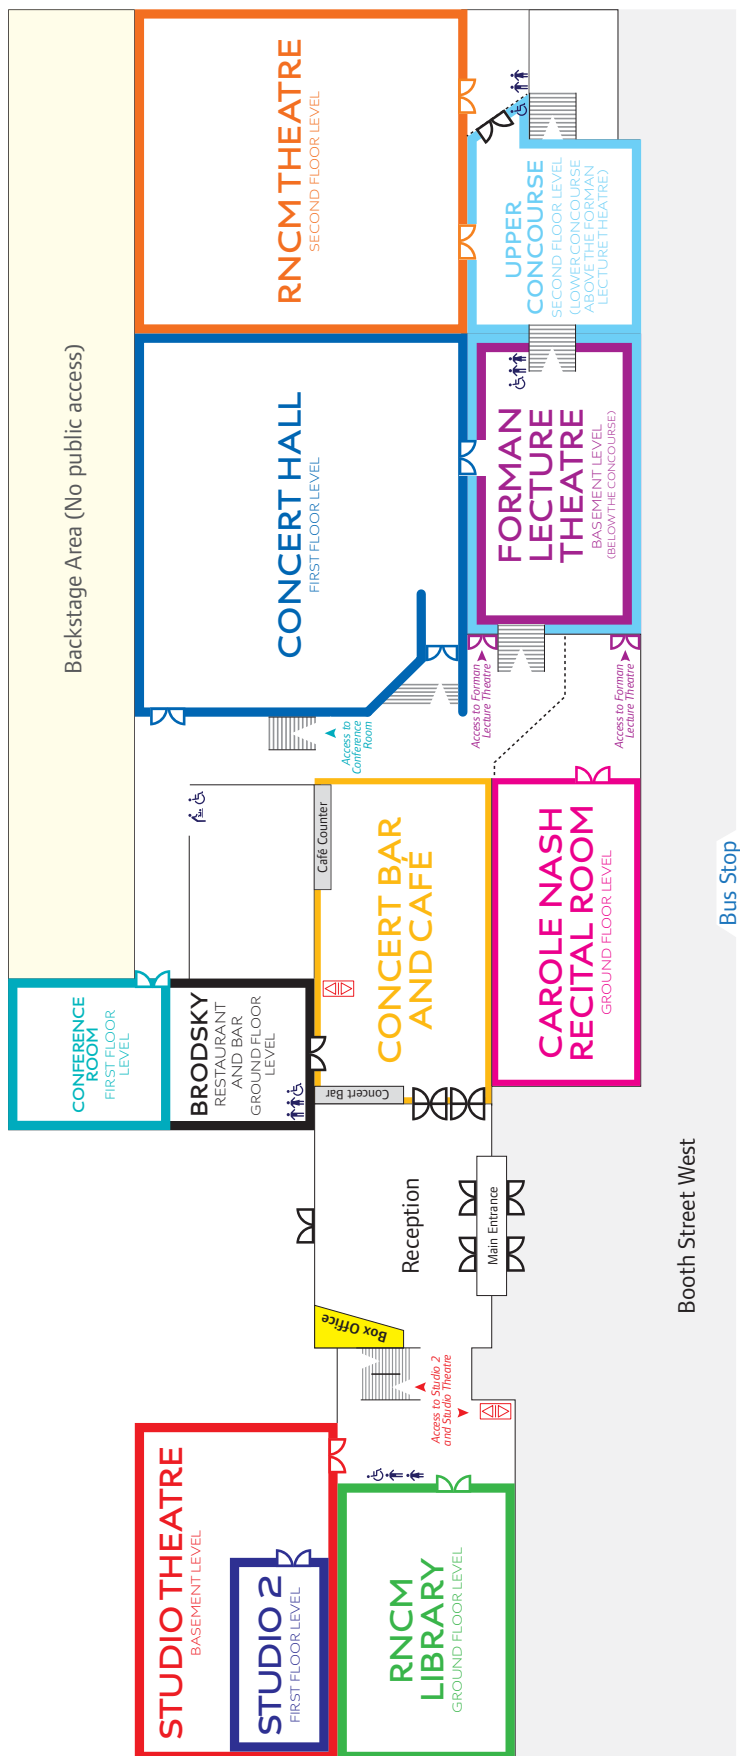 Backstage Area (No public access)
RNCM THEATRE
SECOND FLOOR LEVEL
UPPER
CONCOURSE
SECOND FLOOR LEVEL
(LOWER CONCOURSE
ABOVE THE FORMAN
LECTURE THEATRE)
CONCERT HALL
FIRST FLOOR LEVEL
FORMAN
LECTURE
THEATRE
BASEMENT LEVEL
(BELOW THE CONCOURSE)
Access to
Conference
Room
Access to Forman
Lecture Theatre
Access to Forman
Lecture Theatre
Café Counter
CONCERT BAR
AND CAFÉ
CAROLE NASH
RECITAL ROOM
GROUND FLOOR LEVEL
Bus Stop
CONFERENCE
ROOM
FIRST FLOOR
LEVEL
BRODSKY
RESTAURANT
AND BAR
GROUND FLOOR
LEVEL
Concert Bar
Reception
Main Entrance
Booth Street West
Box Office
Access to Studio 2
and Studio Theatre
STUDIO THEATRE
BASEMENT LEVEL
STUDIO 2
FIRST FLOOR LEVEL
RNCM
LIBRARY
GROUND FLOOR LEVEL